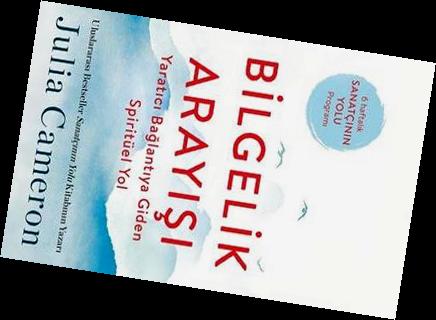 6 haftalık
SANATÇININ
YOLU
Programı
BİLGELİK
ARAYIŞI
Yaratıcı Bağlantıya Giden
Spiritüel Yol
Uluslararası Bestseller Sanatçının Yolu Kitabının Yazarı
Julia Cameron